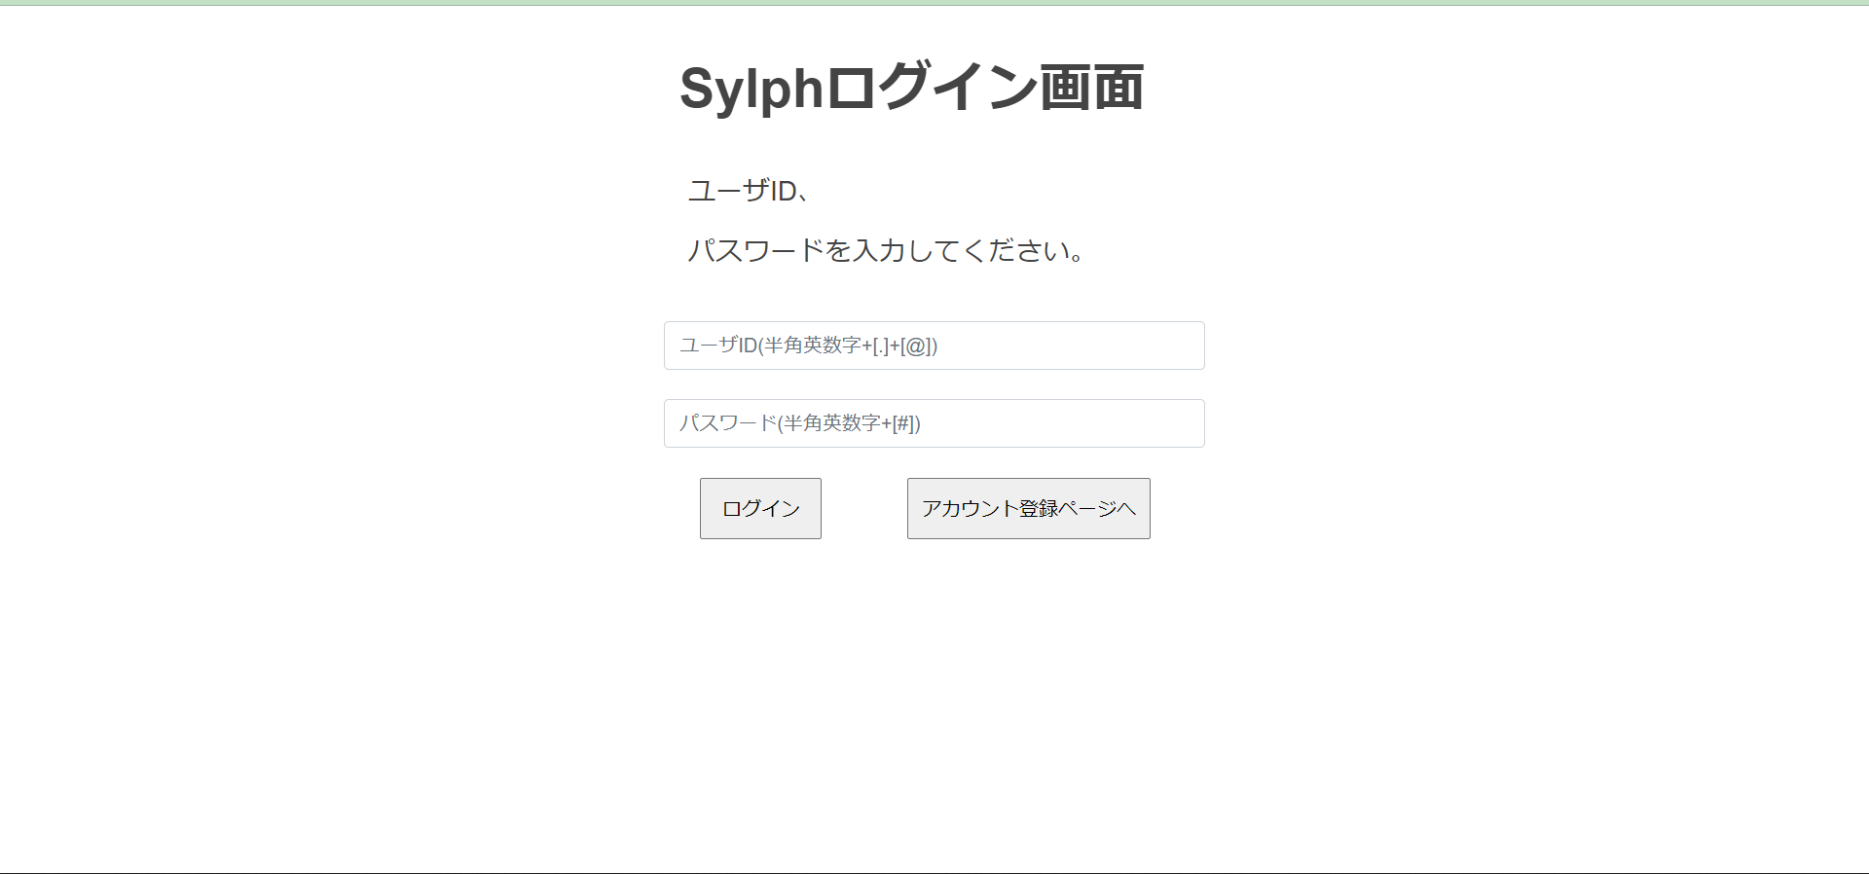 Sylphログイン画面
ユーザID、
パスワードを入力してください。
ユーザID(半角英数字+[.]+[@])
パスワード(半角英数字+[#])
ログイン
アカウント登録ページへ